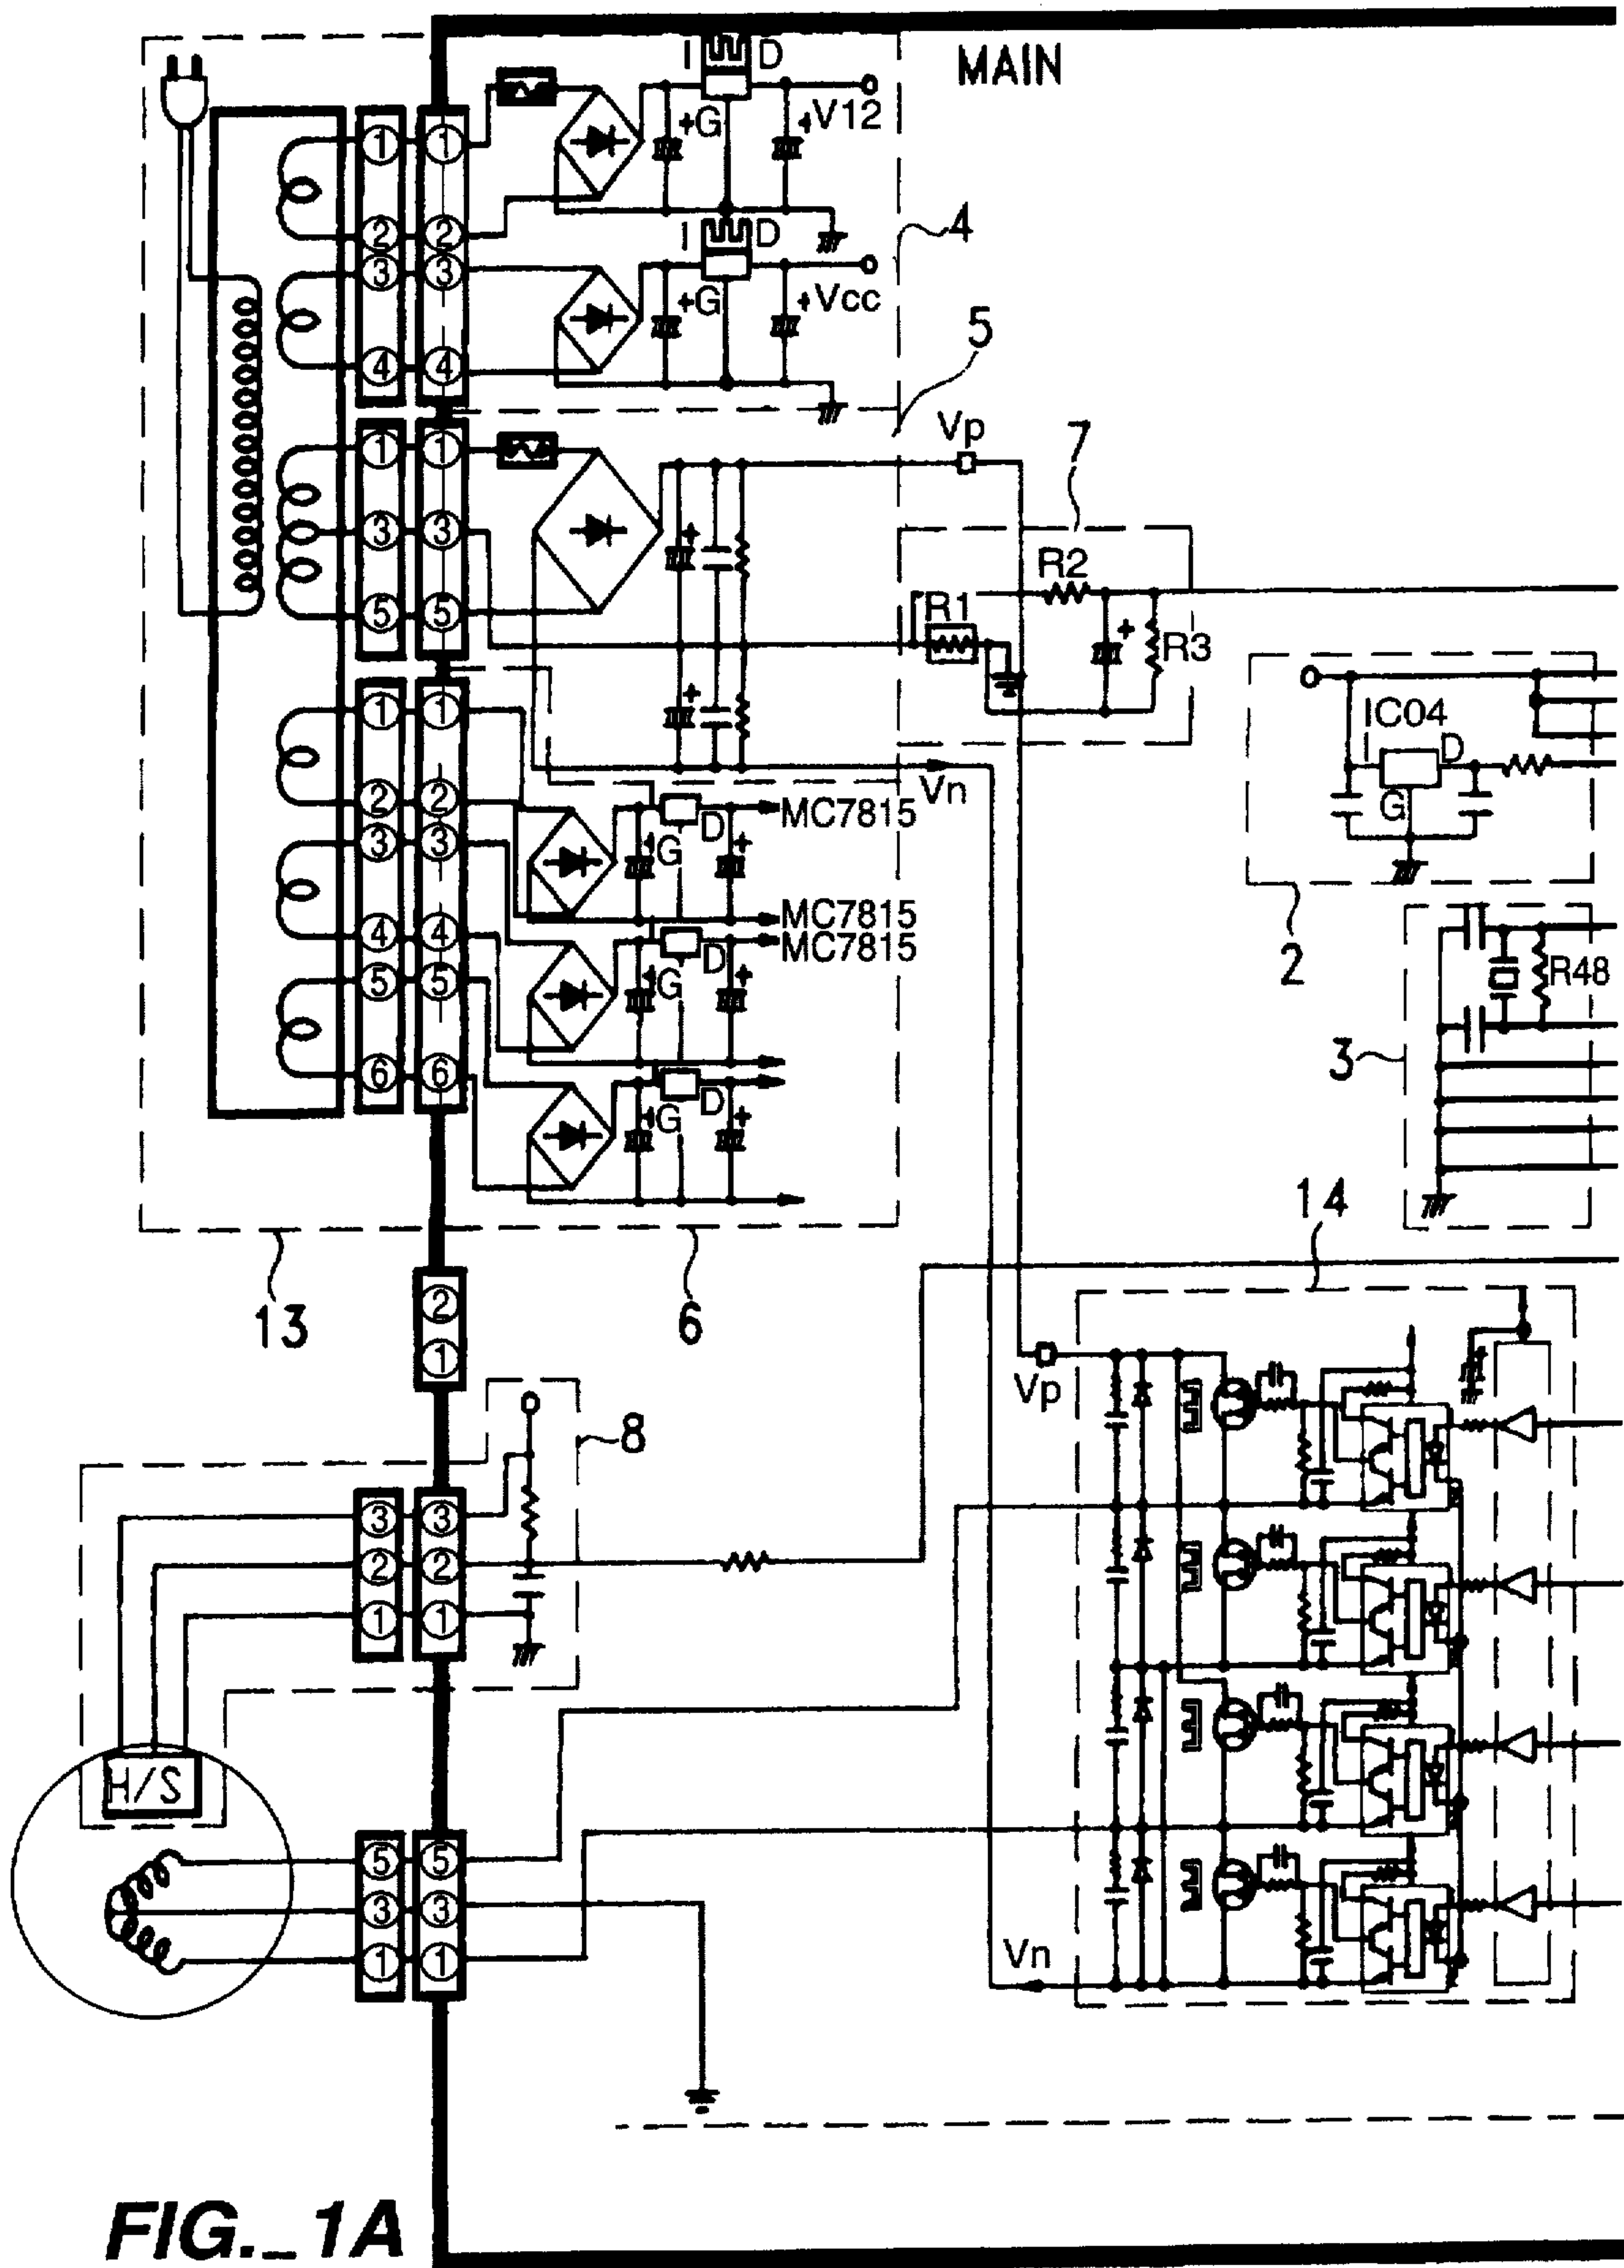 MAIN
I D
G
+
+
V12
① ①
② ②
③ ③
④ ④
I D
G
+
+
Vcc
4
5
Vp
7
① ①
③ ③
⑤ ⑤
+
+
R2
R1
+
R3
IC04
I D
G
2
Vn
① ①
② ②
③ ③
④ ④
⑤ ⑤
⑥ ⑥
G D
+
+
MC7815
MC7815
MC7815
G D
+
+
G D
+
+
R48
3
13
6
14
②
①
Vp
8
③ ③
② ②
① ①
H/S
⑤ ⑤
③ ③
① ①
Vn
FIG._1A